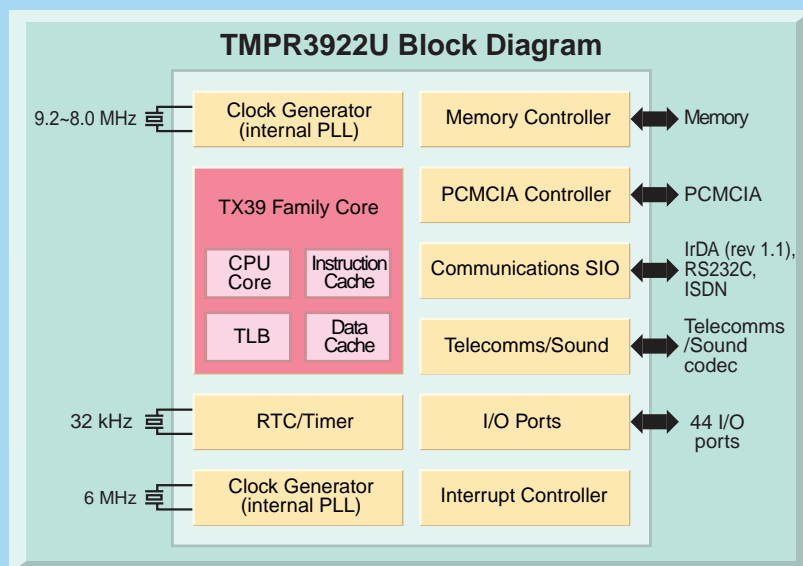 TMPR3922U Block Diagram
9.2~8.0 MHz
Clock Generator
(internal PLL)
Memory Controller
Memory
TX39 Family Core
CPU
Core
Instruction
Cache
TLB
Data
Cache
PCMCIA Controller
PCMCIA
Communications SIO
IrDA (rev 1.1),
RS232C,
ISDN
Telecomms/Sound
Telecomms
/Sound
codec
32 kHz
RTC/Timer
I/O Ports
44 I/O
ports
6 MHz
Clock Generator
(internal PLL)
Interrupt Controller